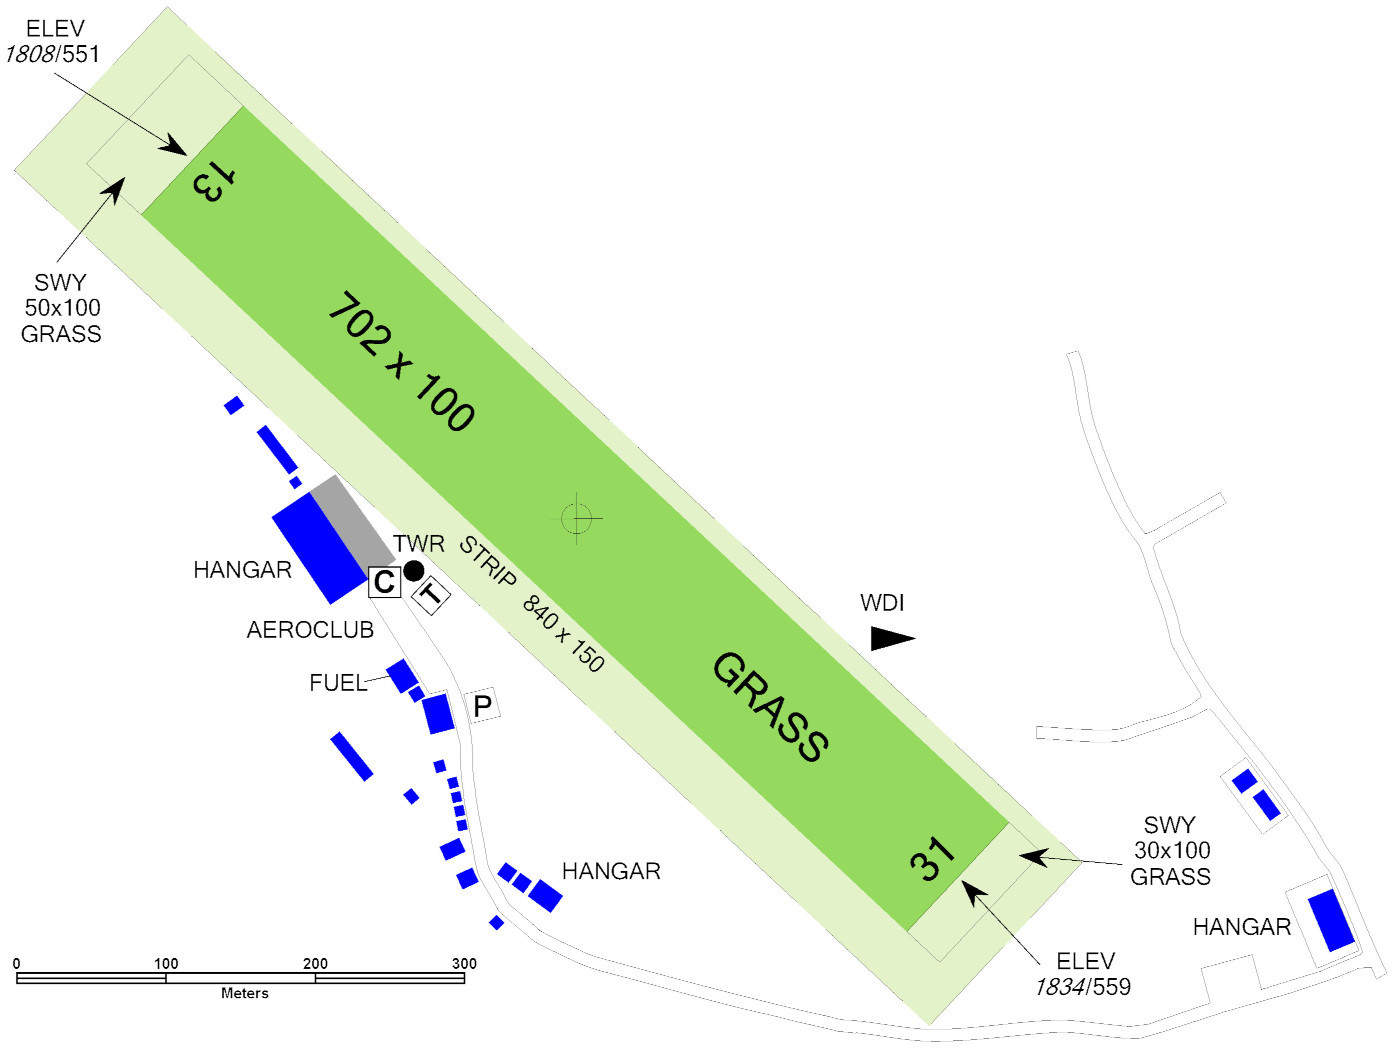 ELEV
1808/551
13
SWY
50x100
GRASS
702 x 100
TWR
STRIP 840 x 150
HANGAR
C
T
AEROCLUB
WDI
FUEL
P
GRASS
31
SWY
30x100
GRASS
HANGAR
HANGAR
ELEV
1834/559
0 100 200 300
Meters